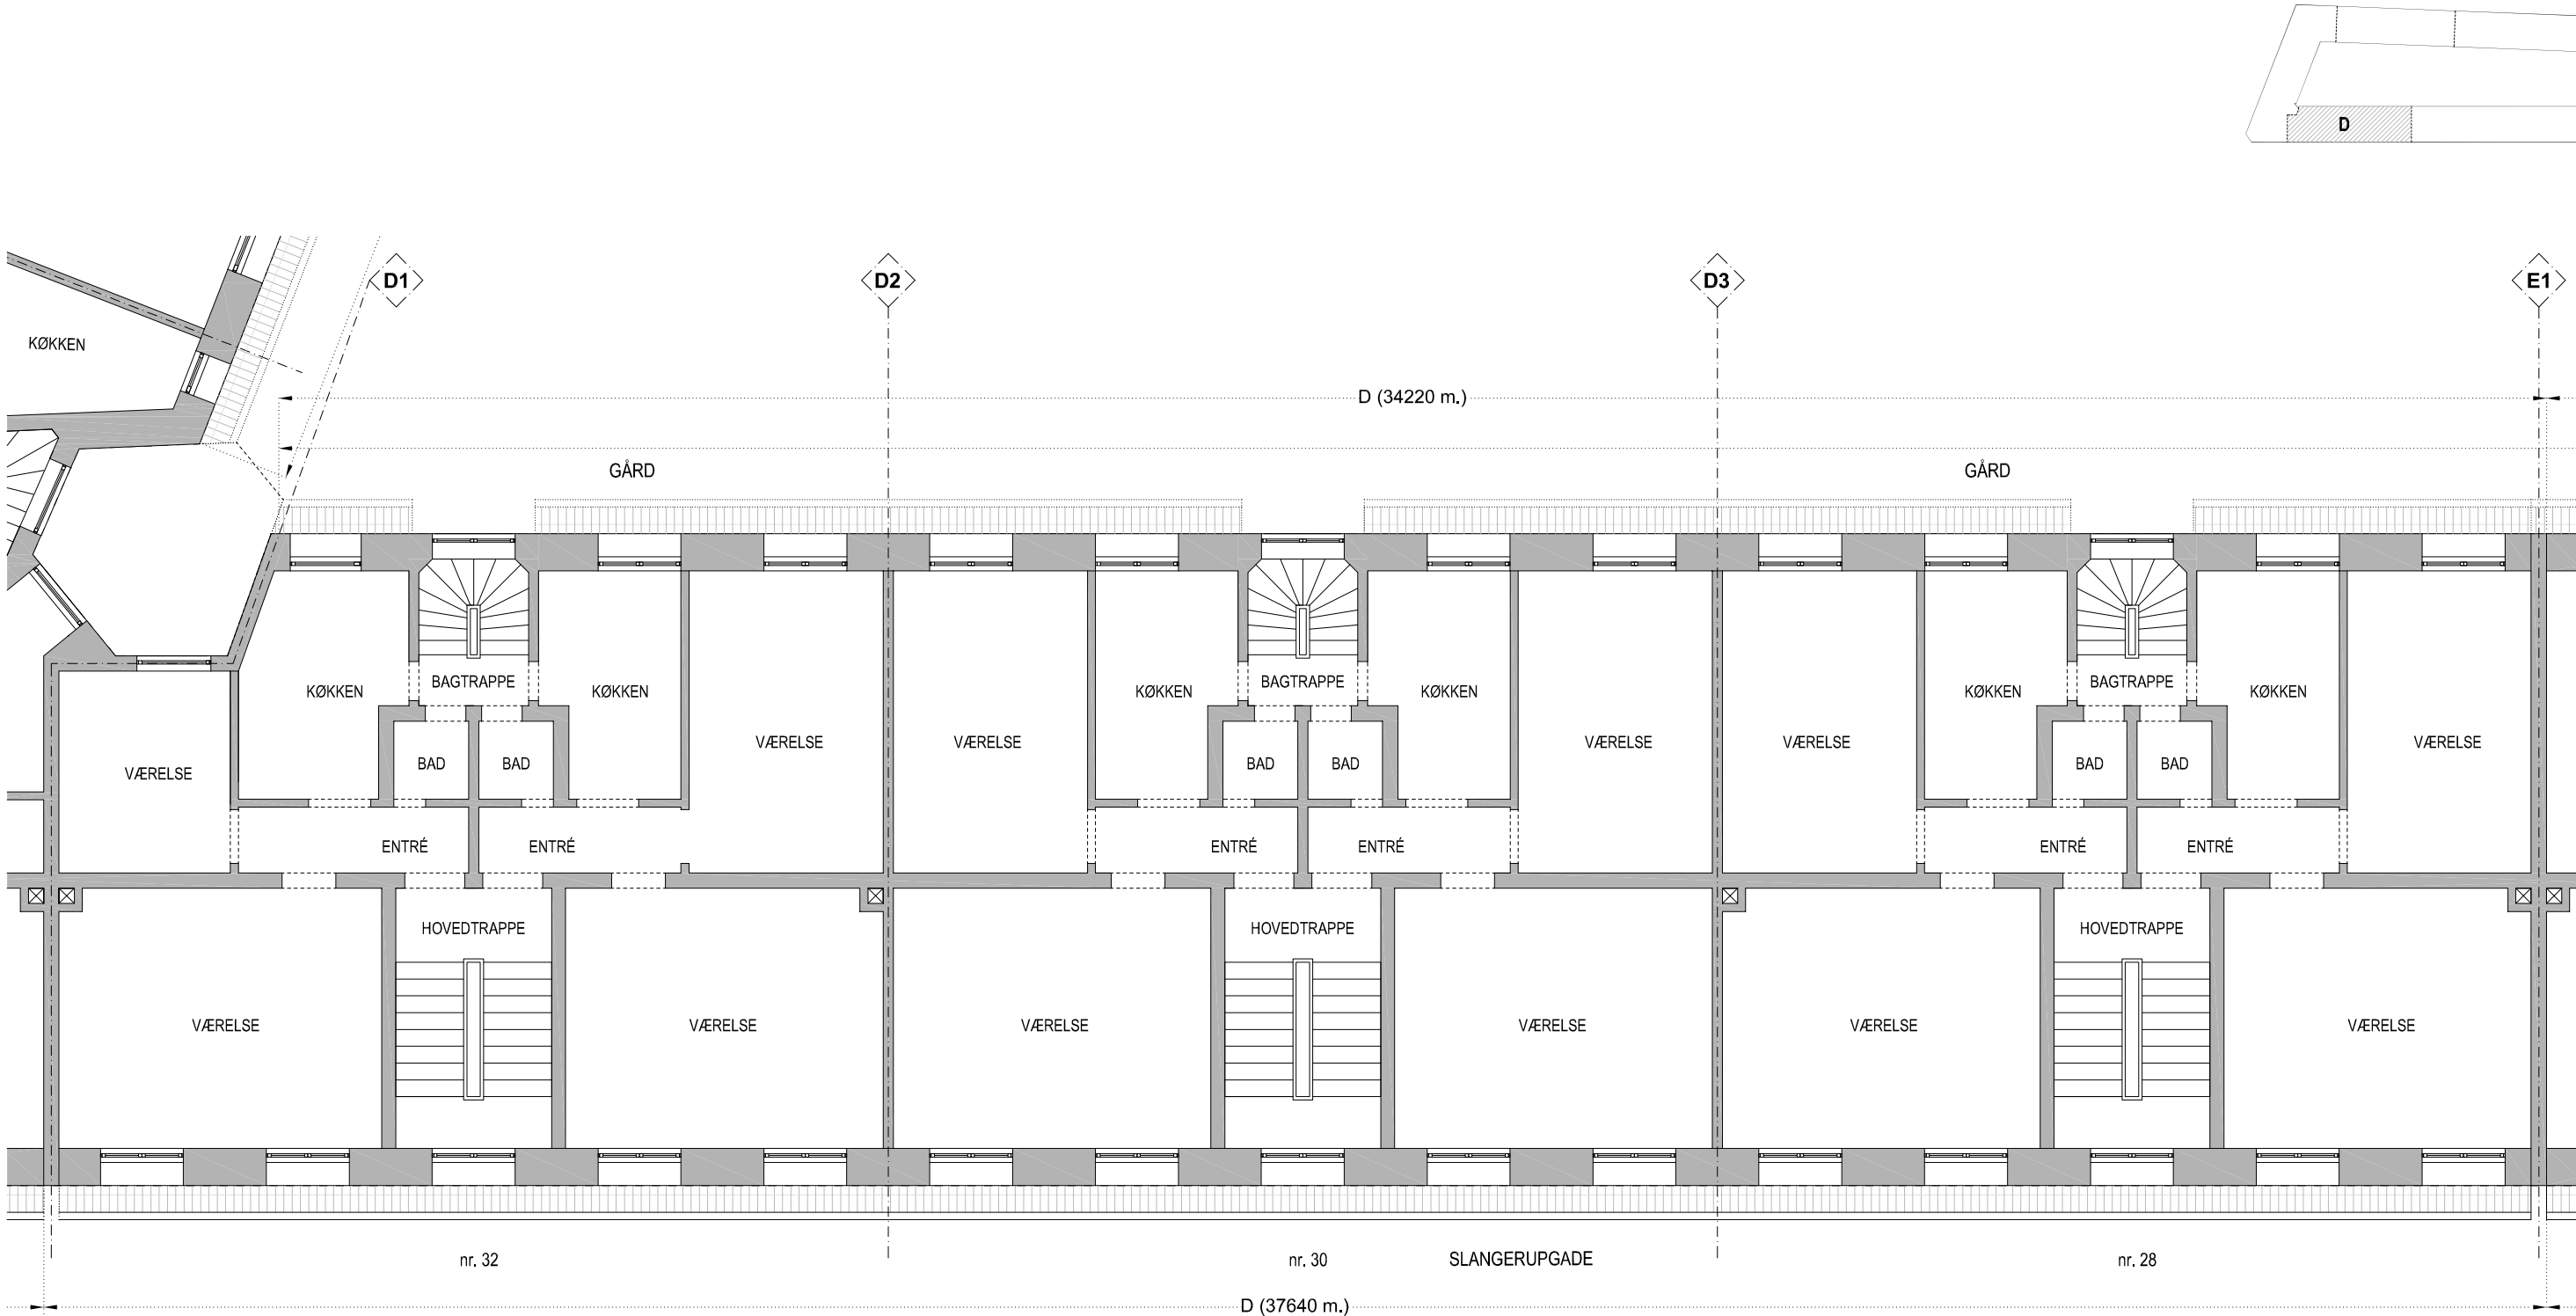 D
D1
D2
D3
E1
KØKKEN
D (34220 m.)
GÅRD
GÅRD
KØKKEN
BAGTRAPPE
KØKKEN
KØKKEN
BAGTRAPPE
KØKKEN
KØKKEN
BAGTRAPPE
KØKKEN
VÆRELSE
BAD
BAD
VÆRELSE
VÆRELSE
BAD
BAD
VÆRELSE
VÆRELSE
BAD
BAD
VÆRELSE
ENTRÉ
ENTRÉ
ENTRÉ
ENTRÉ
ENTRÉ
ENTRÉ
HOVEDTRAPPE
HOVEDTRAPPE
HOVEDTRAPPE
VÆRELSE
VÆRELSE
VÆRELSE
VÆRELSE
VÆRELSE
VÆRELSE
nr. 32
nr. 30
SLANGERUPGADE
nr. 28
D (37640 m.)